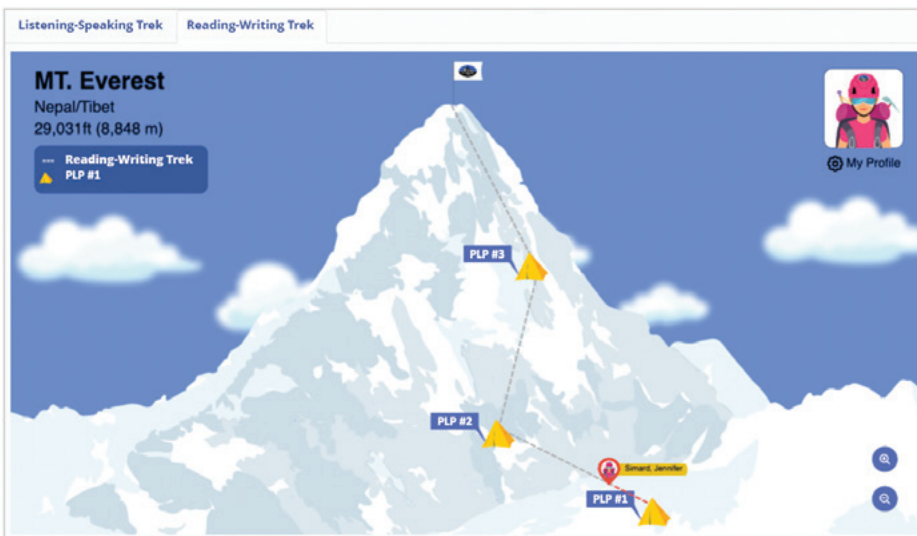 Listening-Speaking Trek
Reading-Writing Trek
MT. Everest
Nepal/Tibet
29,031ft (8,848 m)
Reading-Writing Trek
PLP #1
My Profile
PLP #3
PLP #2
Simard, Jennifer
PLP #1